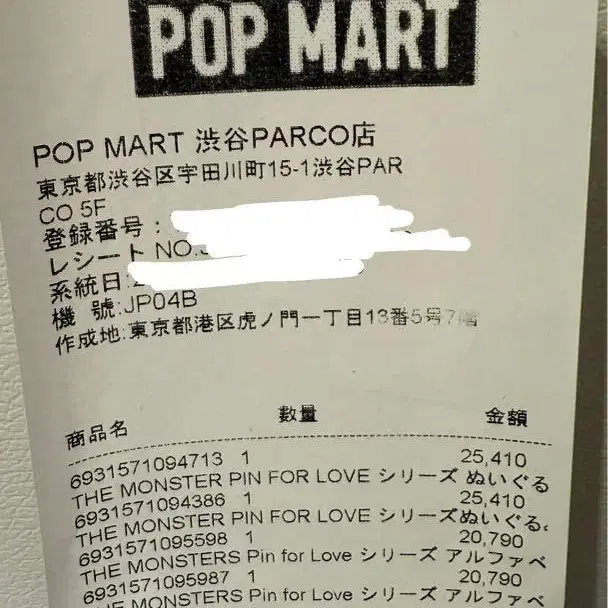 POP MART
POP MART 渋谷PARCO店
東京都渋谷区宇田川町15-1渋谷PAR
CO 5F
登録番号:
レシート NO.:
系統日:
機 號:JP04B
作成地:東京都港区虎ノ門一丁目13番5号7階
商品名 數量 金額
6931571094713 1 25,410
THE MONSTER PIN FOR LOVE シリーズ ぬいぐる
6931571094386 1 25,410
THE MONSTER PIN FOR LOVE シリーズぬいぐる
6931571095598 1 20,790
THE MONSTERS Pin for Love シリーズ アルファベ
6931571095987 1 20,790
THE MONSTERS Pin for Love シリーズ アルファベ